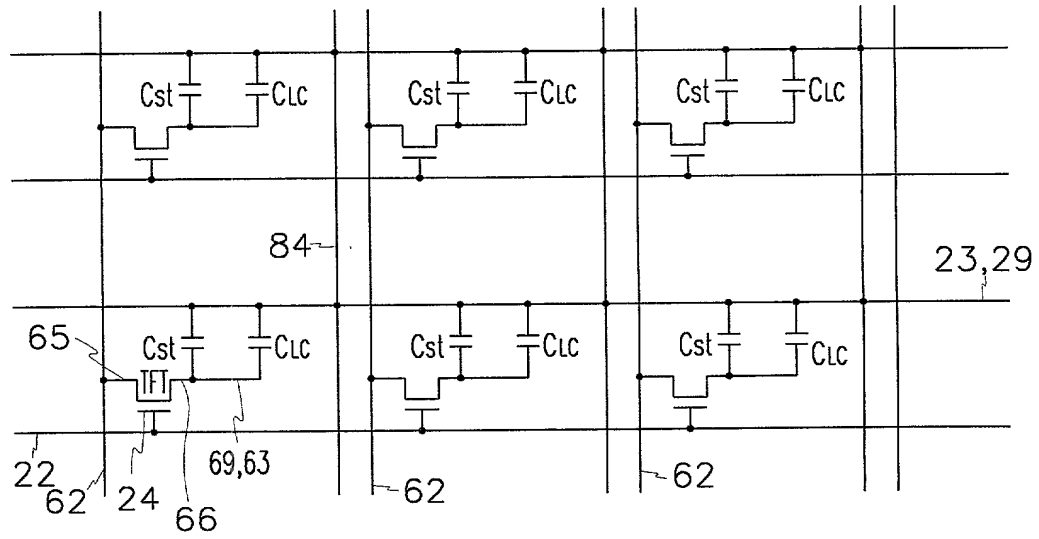 Cst CLC Cst CLC Cst CLC
84
23,29
65 Cst CLC Cst CLC Cst CLC
TFT
22 62 24 69,63 66 62 62